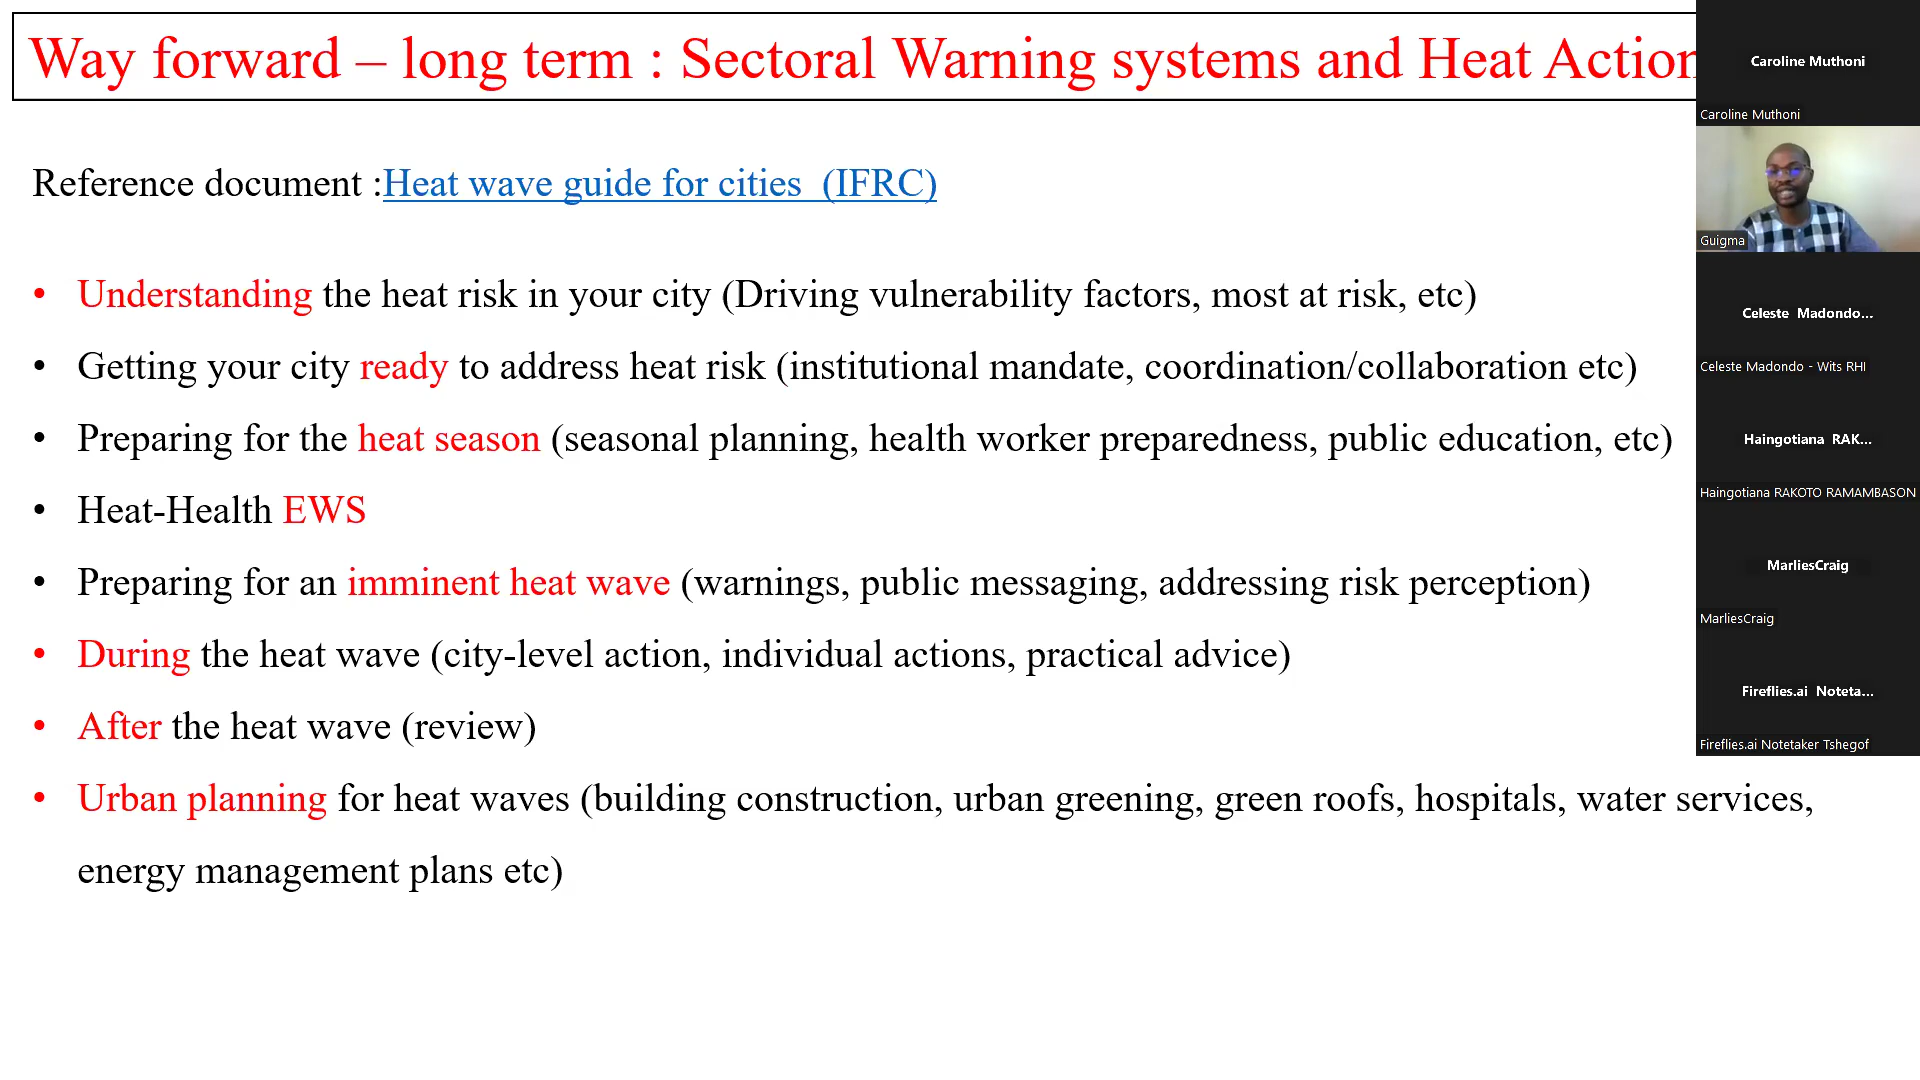 Way forward – long term : Sectoral Warning systems and Heat Action
Reference document :Heat wave guide for cities (IFRC)
• Understanding the heat risk in your city (Driving vulnerability factors, most at risk, etc)
• Getting your city ready to address heat risk (institutional mandate, coordination/collaboration etc)
• Preparing for the heat season (seasonal planning, health worker preparedness, public education, etc)
• Heat-Health EWS
• Preparing for an imminent heat wave (warnings, public messaging, addressing risk perception)
• During the heat wave (city-level action, individual actions, practical advice)
• After the heat wave (review)
• Urban planning for heat waves (building construction, urban greening, green roofs, hospitals, water services,
energy management plans etc)
Caroline Muthoni
Caroline Muthoni
Guigma
Celeste Madondo...
Celeste Madondo - Wits RHI
Haingotiana RAK...
Haingotiana RAKOTO RAMAMBASON
MarliesCraig
MarliesCraig
Fireflies.ai Noteta...
Fireflies.ai Notetaker Tshegof